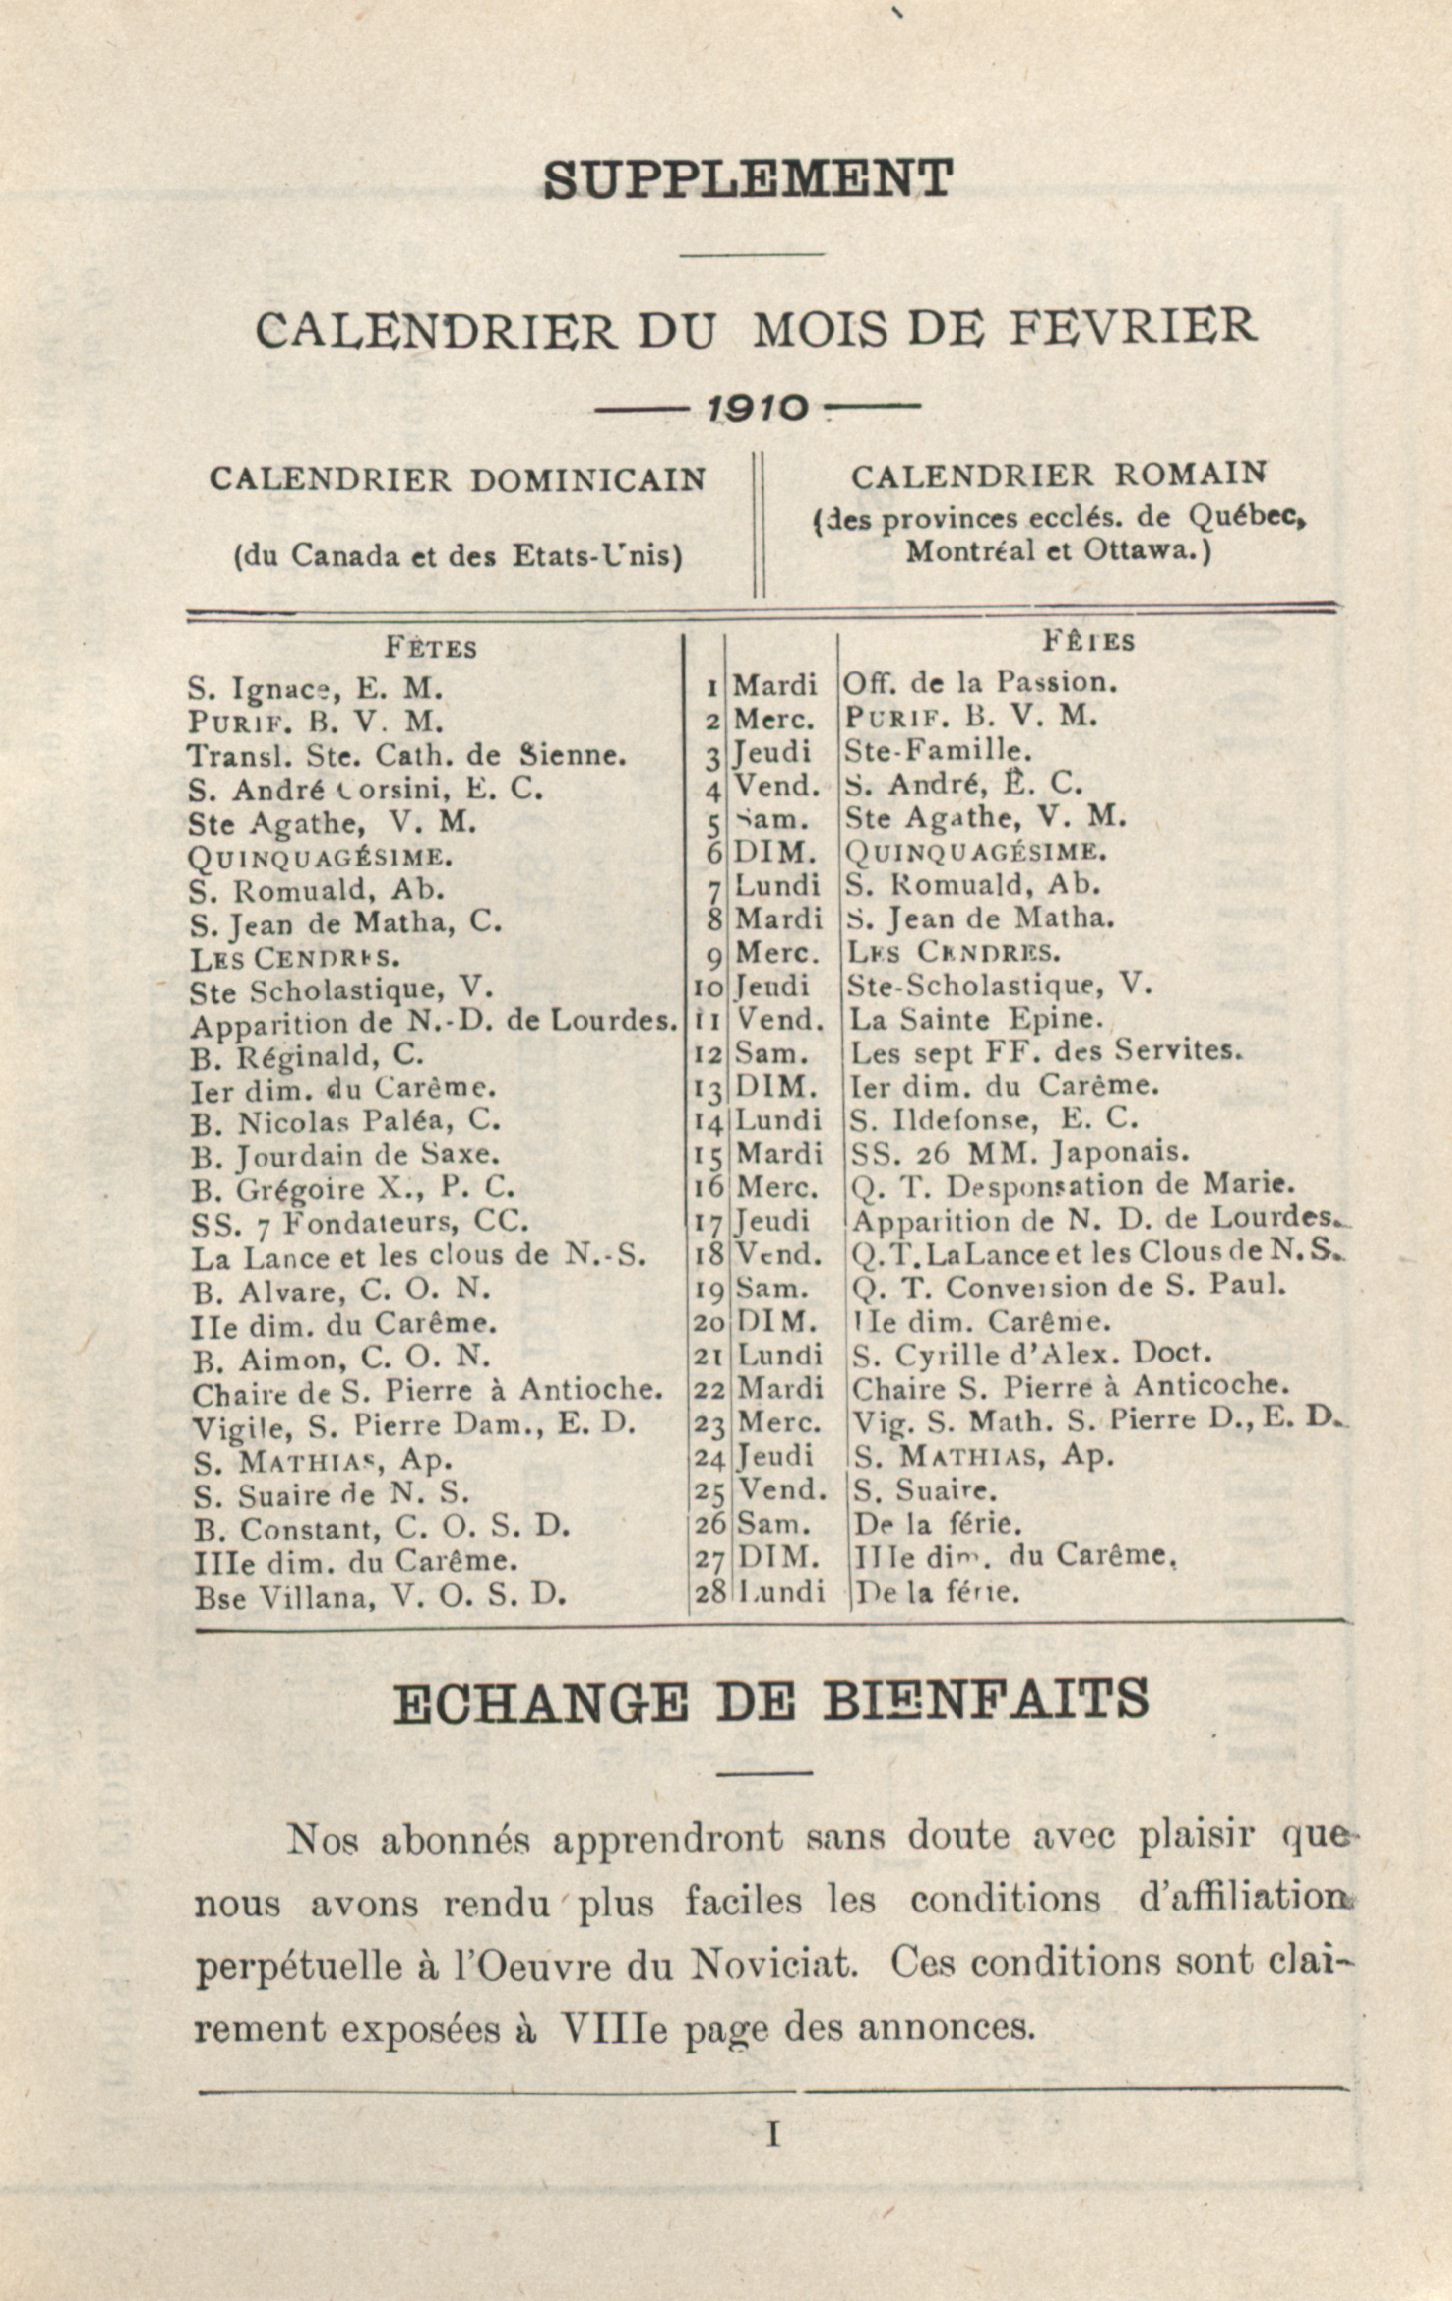 SUPPLEMENT
CALENDRIER DU MOIS DE FEVRIER
1910
CALENDRIER DOMINICAIN
(du Canada et des Etats-Unis)
CALENDRIER ROMAIN
(des provinces ecclés. de Québec,
Montréal et Ottawa.)
FÊTES FÊTES
S. Ignace, E. M. 1 Mardi Off. de la Passion.
PURIF. B. V. M. 2 Merc. PURIF. B. V. M.
Transl. Ste. Cath. de Sienne. 3 Jeudi Ste-Famille.
S. André Corsini, E. C. 4 Vend. S. André, E. C.
Ste Agathe, V. M. 5 Sam. Ste Agathe, V. M.
QUINQUAGÉSIME. 6 DIM. QUINQUAGÉSIME.
S. Romuald, Ab. 7 Lundi S. Romuald, Ab.
S. Jean de Matha, C. 8 Mardi S. Jean de Matha.
LES CENDRES. 9 Merc. LES CENDRES.
Ste Scholastique, V. 10 Jeudi Ste-Scholastique, V.
Apparition de N.-D. de Lourdes. 11 Vend. La Sainte Epine.
B. Réginald, C. 12 Sam. Les sept FF. des Servites.
Ier dim. du Carême. 13 DIM. Ier dim. du Carême.
B. Nicolas Paléa, C. 14 Lundi S. Ildefonse, E. C.
B. Jourdain de Saxe. 15 Mardi SS. 26 MM. Japonais.
B. Grégoire X., P. C. 16 Merc. Q. T. Desponsation de Marie.
SS. 7 Fondateurs, CC. 17 Jeudi Apparition de N. D. de Lourdes.
La Lance et les clous de N.-S. 18 Vend. Q. T. La Lance et les Clous de N. S.
B. Alvare, C. O. N. 19 Sam. Q. T. Conversion de S. Paul.
IIe dim. du Carême. 20 DIM. IIe dim. Carême.
B. Aimon, C. O. N. 21 Lundi S. Cyrille d'Alex. Doct.
Chaire de S. Pierre à Antioche. 22 Mardi Chaire S. Pierre à Anticoche.
Vigile, S. Pierre Dam., E. D. 23 Merc. Vig. S. Math. S. Pierre D., E. D.
S. MATHIAS, Ap. 24 Jeudi S. MATHIAS, Ap.
S. Suaire de N. S. 25 Vend. S. Suaire.
B. Constant, C. O. S. D. 26 Sam. De la férie.
IIIe dim. du Carême. 27 DIM. IIIe dim. du Carême.
Bse Villana, V. O. S. D. 28 Lundi De la férie.
ECHANGE DE BIENFAITS
Nos abonnés apprendront sans doute avec plaisir que
nous avons rendu plus faciles les conditions d'affiliation
perpétuelle à l'Oeuvre du Noviciat. Ces conditions sont clai-
rement exposées à VIIIe page des annonces.
I